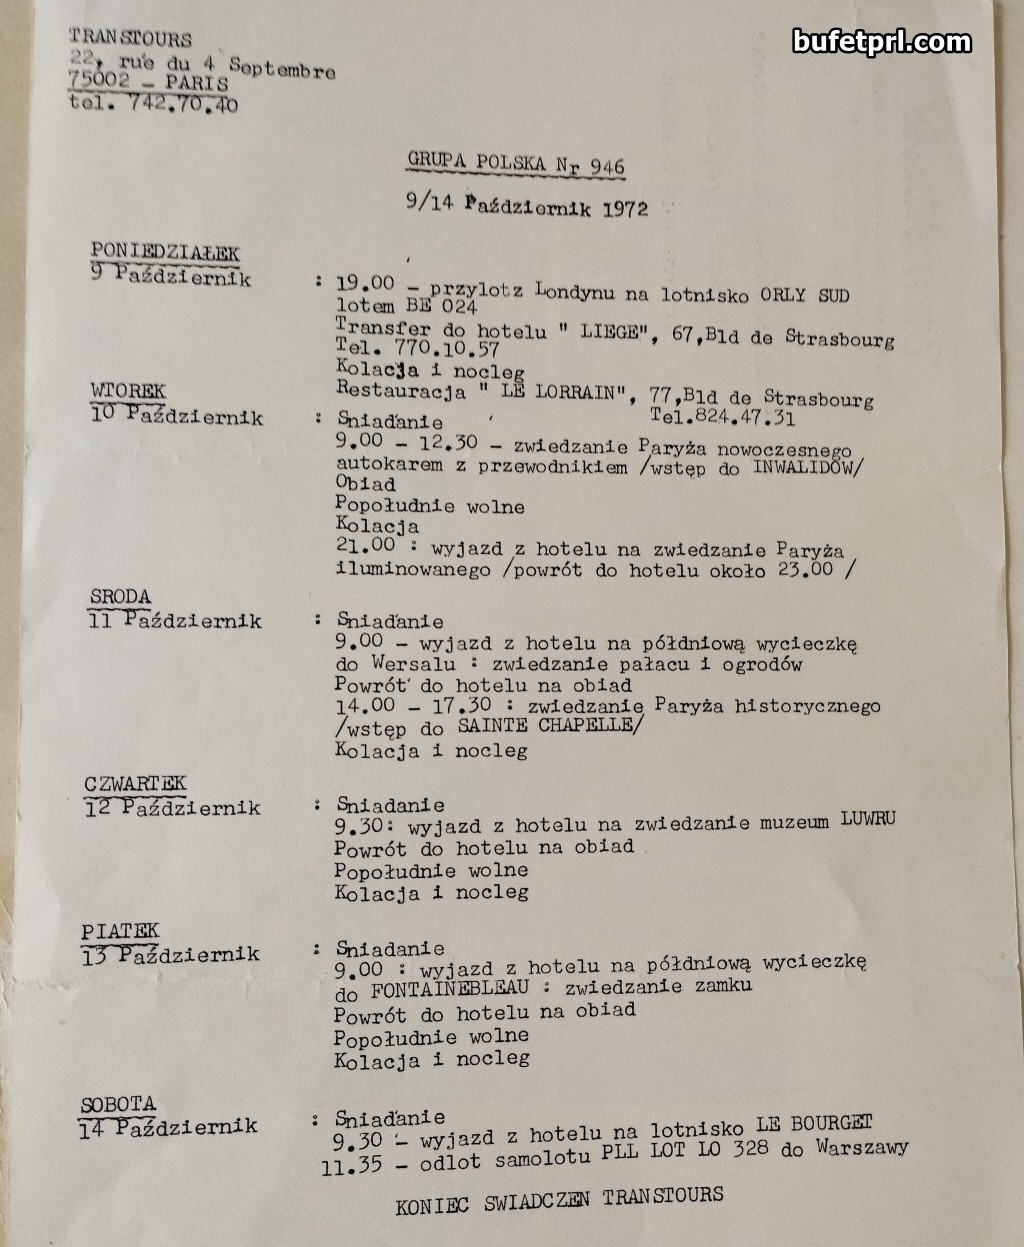 bufetprl.com
TRANSTOURS
22, rue du 4 Septembre
75002 - PARIS
tel. 742.70.40
GRUPA POLSKA Nr 946
9/14 Październik 1972
PONIEDZIAŁEK
9 Październik : 19.00 - przylotz Londynu na lotnisko ORLY SUD
lotem BE 024
Transfer do hotelu " LIEGE", 67,Bld de Strasbourg
Tel. 770.10.57
Kolacja i nocleg
Restauracja " LE LORRAIN", 77,Bld de Strasbourg
Tel.824.47.31
WTOREK
10 Październik : Sniadanie
9.00 - 12.30 - zwiedzanie Paryża nowoczesnego
autokarem z przewodnikiem /wstęp do INWALIDOW/
Obiad
Popołudnie wolne
Kolacja
21.00 : wyjazd z hotelu na zwiedzanie Paryża
iluminowanego /powrót do hotelu około 23.00 /
SRODA
11 Październik : Sniadanie
9.00 - wyjazd z hotelu na półdniową wycieczkę
do Wersalu : zwiedzanie pałacu i ogrodów
Powrót do hotelu na obiad
14.00 - 17.30 : zwiedzanie Paryża historycznego
/wstęp do SAINTE CHAPELLE/
Kolacja i nocleg
CZWARTEK
12 Październik : Sniadanie
9.30: wyjazd z hotelu na zwiedzanie muzeum LUWRU
Powrót do hotelu na obiad
Popołudnie wolne
Kolacja i nocleg
PIATEK
13 Październik : Sniadanie
9.00 : wyjazd z hotelu na półdniową wycieczkę
do FONTAINEBLEAU : zwiedzanie zamku
Powrót do hotelu na obiad
Popołudnie wolne
Kolacja i nocleg
SOBOTA
14 Październik : Sniadanie
9.30 - wyjazd z hotelu na lotnisko LE BOURGET
11.35 - odlot samolotu PLL LOT LO 328 do Warszawy
KONIEC SWIADCZEN TRANSTOURS